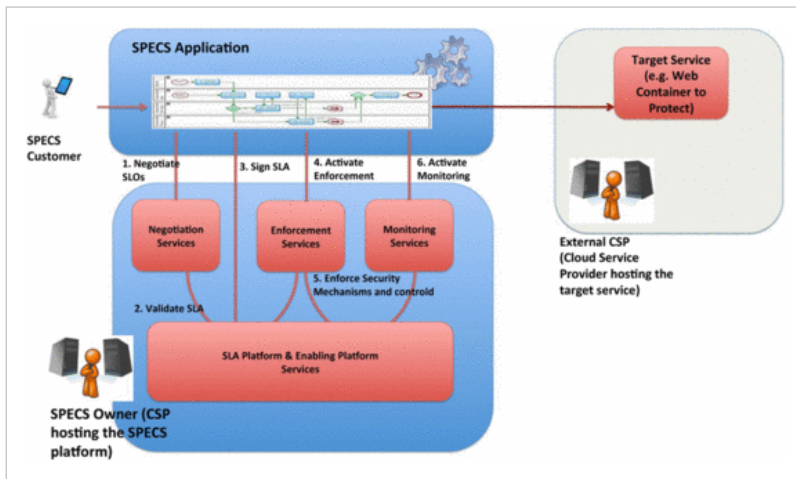 SPECS Application
Target Service
(e.g. Web
Container to
Protect)
SPECS
Customer
1. Negotiate
SLOs
3. Sign SLA
4. Activate
Enforcement
6. Activate
Monitoring
Negotiation
Services
Enforcement
Services
Monitoring
Services
External CSP
(Cloud Service
Provider hosting the
target service)
5. Enforce Security
Mechanisms and controld
2. Validate SLA
SLA Platform & Enabling Platform
Services
SPECS Owner (CSP
hosting the SPECS
platform)